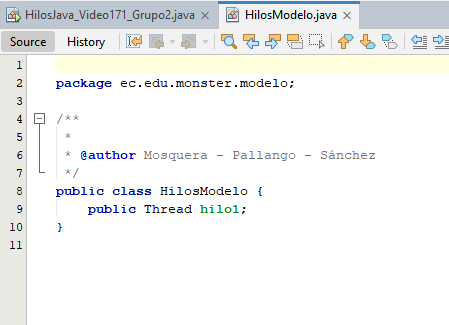 HilosJava_Video171_Grupo2.java HilosModelo.java
Source History
1
2 package ec.edu.monster.modelo;
3
4 /**
5 *
6 * @author Mosquera - Pallango - Sánchez
7 */
8 public class HilosModelo {
9 public Thread hilo1;
10 }
11